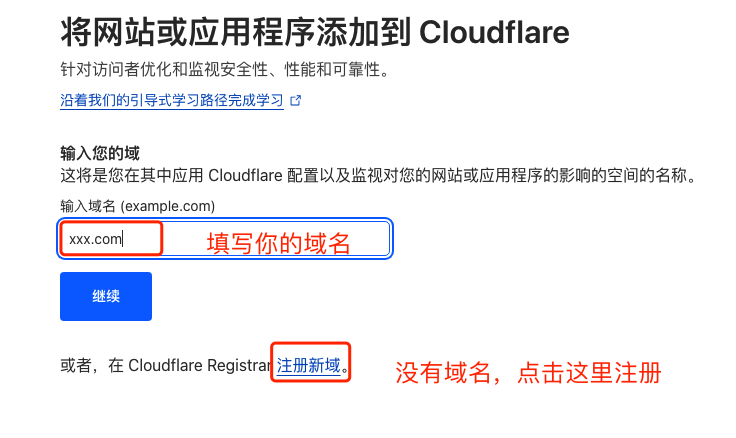 将网站或应用程序添加到 Cloudflare
针对访问者优化和监视安全性、性能和可靠性。
沿着我们的引导式学习路径完成学习
输入您的域
这将是您在其中应用 Cloudflare 配置以及监视对您的网站或应用程序的影响的空间的名称。
输入域名 (example.com)
xxx.com 填写你的域名
继续
或者，在 Cloudflare Registrar 注册新域。 没有域名，点击这里注册